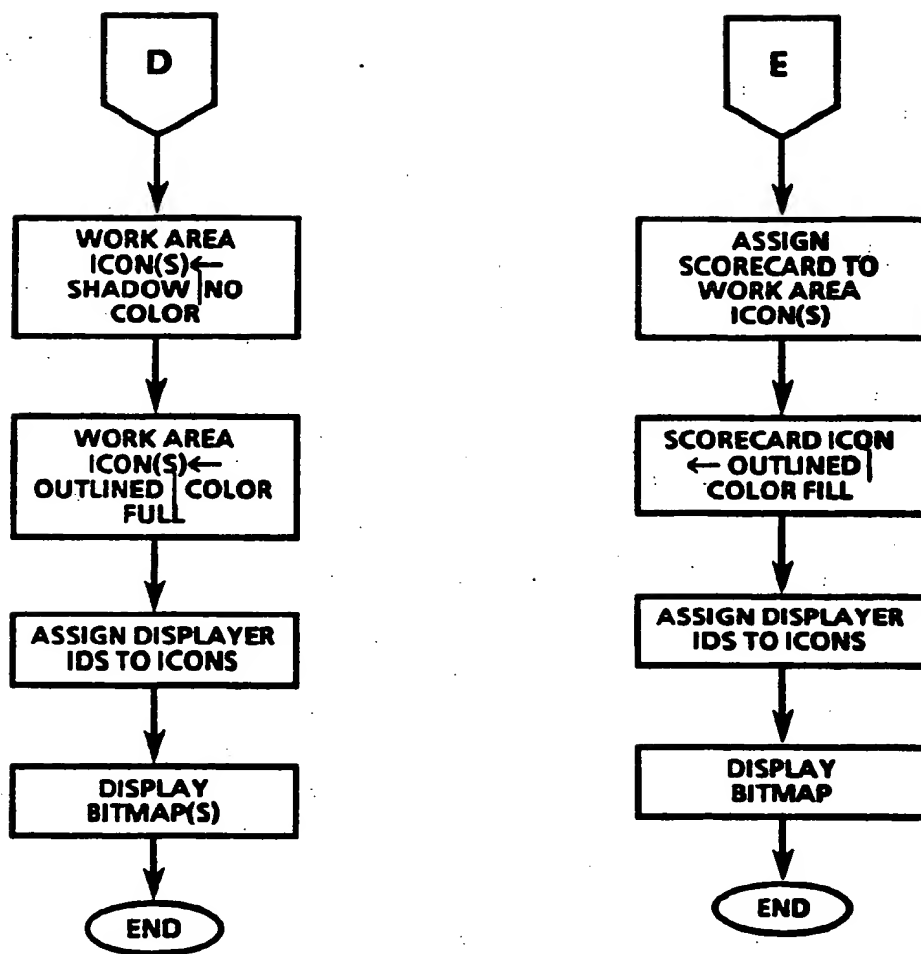 D
WORK AREA
ICON(S)←
SHADOW|NO
COLOR
WORK AREA
ICON(S)←
OUTLINED|COLOR
FULL
ASSIGN DISPLAYER
IDS TO ICONS
DISPLAY
BITMAP(S)
END
E
ASSIGN
SCORECARD TO
WORK AREA
ICON(S)
SCORECARD ICON
← OUTLINED|
COLOR FILL
ASSIGN DISPLAYER
IDS TO ICONS
DISPLAY
BITMAP
END